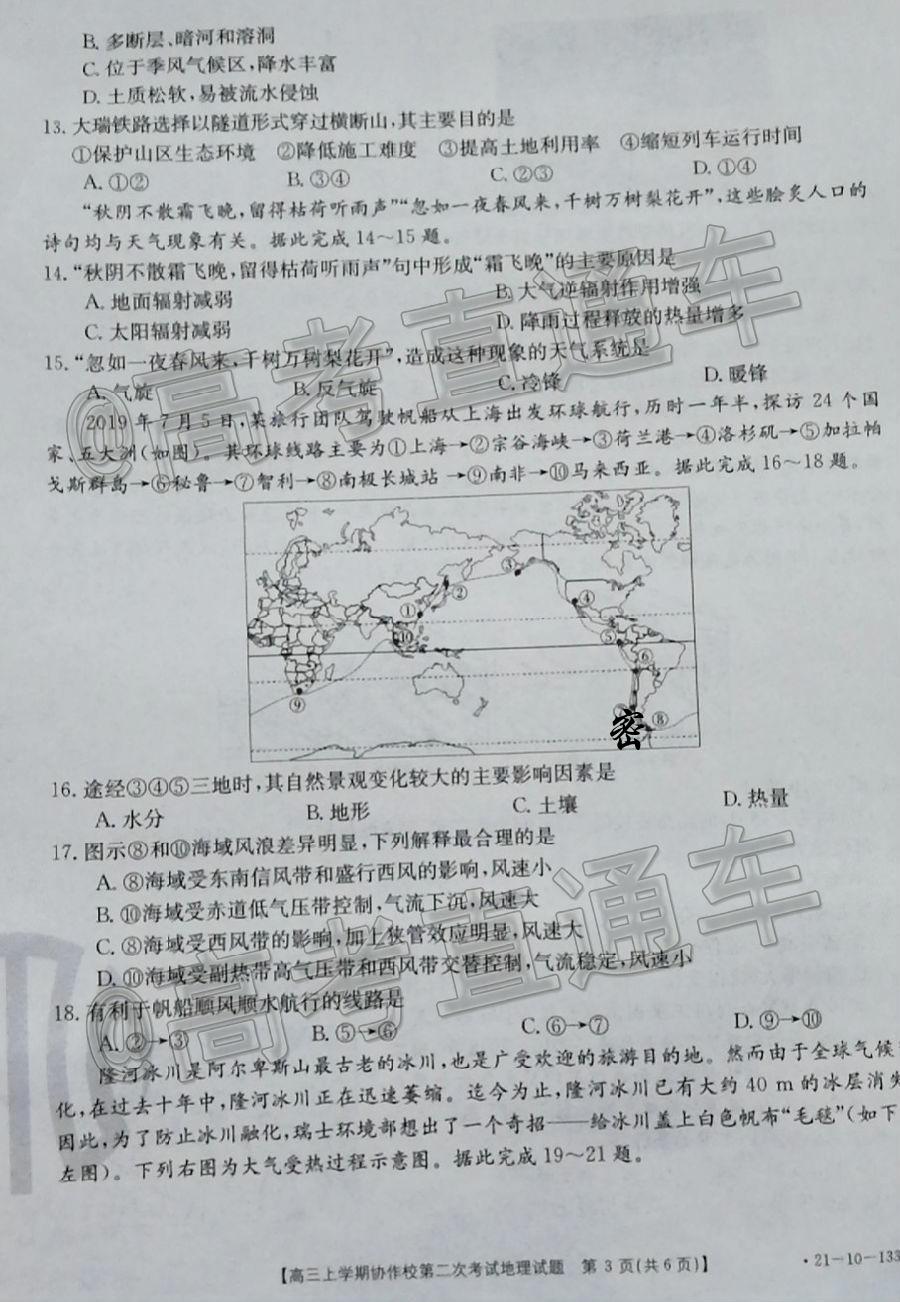 B. 多断层、暗河和溶洞
C. 位于季风气候区,降水丰富
D. 土质松软,易被流水侵蚀
13. 大瑞铁路选择以隧道形式穿过横断山,其主要目的是
①保护山区生态环境 ②降低施工难度 ③提高土地利用率 ④缩短列车运行时间
A. ①② B. ③④ C. ②③ D. ①④
“秋阴不散霜飞晚,留得枯荷听雨声”“忽如一夜春风来,千树万树梨花开”,这些脍炙人口的
诗句均与天气现象有关。据此完成14~15题。
14. “秋阴不散霜飞晚,留得枯荷听雨声”句中形成“霜飞晚”的主要原因是
A. 地面辐射减弱 B. 大气逆辐射作用增强
C. 太阳辐射减弱 D. 降雨过程释放的热量增多
15. “忽如一夜春风来,千树万树梨花开”,造成这种现象的天气系统是
A. 气旋 B. 反气旋 C. 冷锋 D. 暖锋
2019年7月5日,某旅行团队驾驶帆船从上海出发环球航行,历时一年半,探访24个国
家、五大洲(如图)。其环球线路主要为①上海→②宗谷海峡→③荷兰港→④洛杉矶→⑤加拉帕
戈斯群岛→⑥秘鲁→⑦智利→⑧南极长城站→⑨南非→⑩马来西亚。据此完成16~18题。
③
②
①
④
⑩
⑤
⑥
⑨
⑧
密
16. 途经③④⑤三地时,其自然景观变化较大的主要影响因素是
A. 水分 B. 地形 C. 土壤 D. 热量
17. 图示⑧和⑩海域风浪差异明显,下列解释最合理的是
A. ⑧海域受东南信风带和盛行西风的影响,风速小
B. ⑩海域受赤道低气压带控制,气流下沉,风速大
C. ⑧海域受西风带的影响,加上狭管效应明显,风速大
D. ⑩海域受副热带高气压带和西风带交替控制,气流稳定,风速小
18. 有利于帆船顺风顺水航行的线路是
A. ②→③ B. ⑤→⑥ C. ⑥→⑦ D. ⑨→⑩
隆河冰川是阿尔卑斯山最古老的冰川,也是广受欢迎的旅游目的地。然而由于全球气候
化,在过去十年中,隆河冰川正在迅速萎缩。迄今为止,隆河冰川已有大约40 m的冰层消失
因此,为了防止冰川融化,瑞士环境部想出了一个奇招——给冰川盖上白色帆布“毛毯”(如下
左图)。下列右图为大气受热过程示意图。据此完成19~21题。
【高三上学期协作校第二次考试地理试题 第3页(共6页)】 ·21-10-133
@高考直通车
@高考直通车